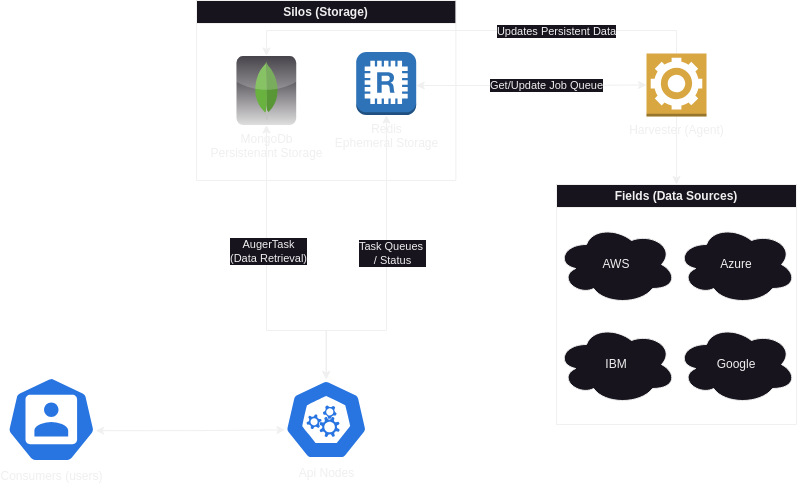 Silos (Storage)
Updates Persistent Data
R
Get/Update Job Queue
MongoDb
Persistenant Storage
Redis
Ephemeral Storage
Harvester (Agent)
Fields (Data Sources)
AWS
Azure
AugerTask
(Data Retrieval)
Task Queues
/ Status
IBM
Google
Consumers (users)
Api Nodes